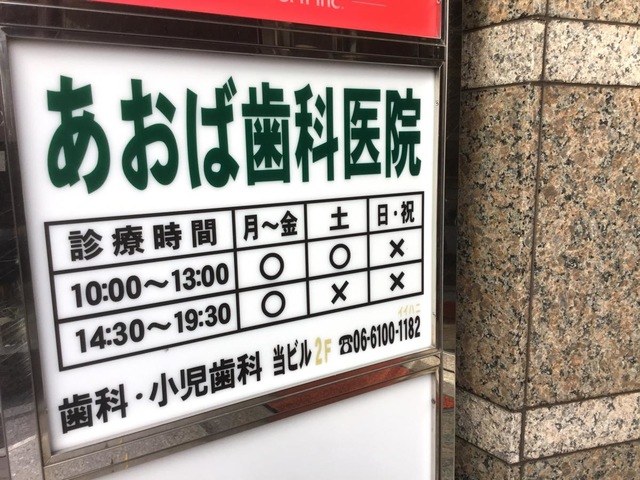 あおば歯科医院
診療時間 月～金 土 日・祝
10:00～13:00 ○ ○ ×
14:30～19:30 ○ × ×
イイハニ
歯科・小児歯科 当ビル2F ☎06-6100-1182